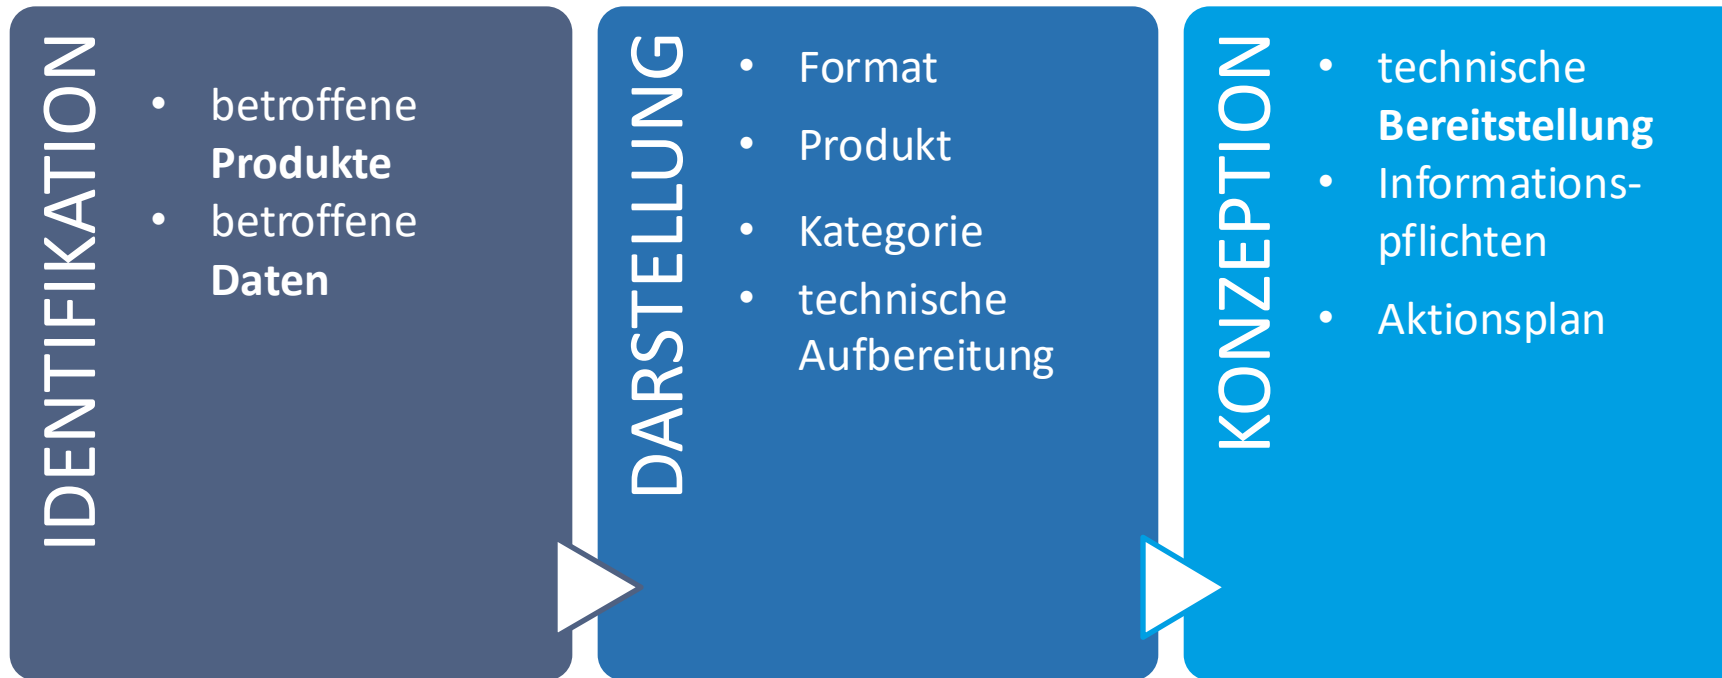 IDENTIFIKATION
• betroffene
Produkte
• betroffene
Daten
DARSTELLUNG
• Format
• Produkt
• Kategorie
• technische
Aufbereitung
KONZEPTION
• technische
Bereitstellung
• Informations-
pflichten
• Aktionsplan